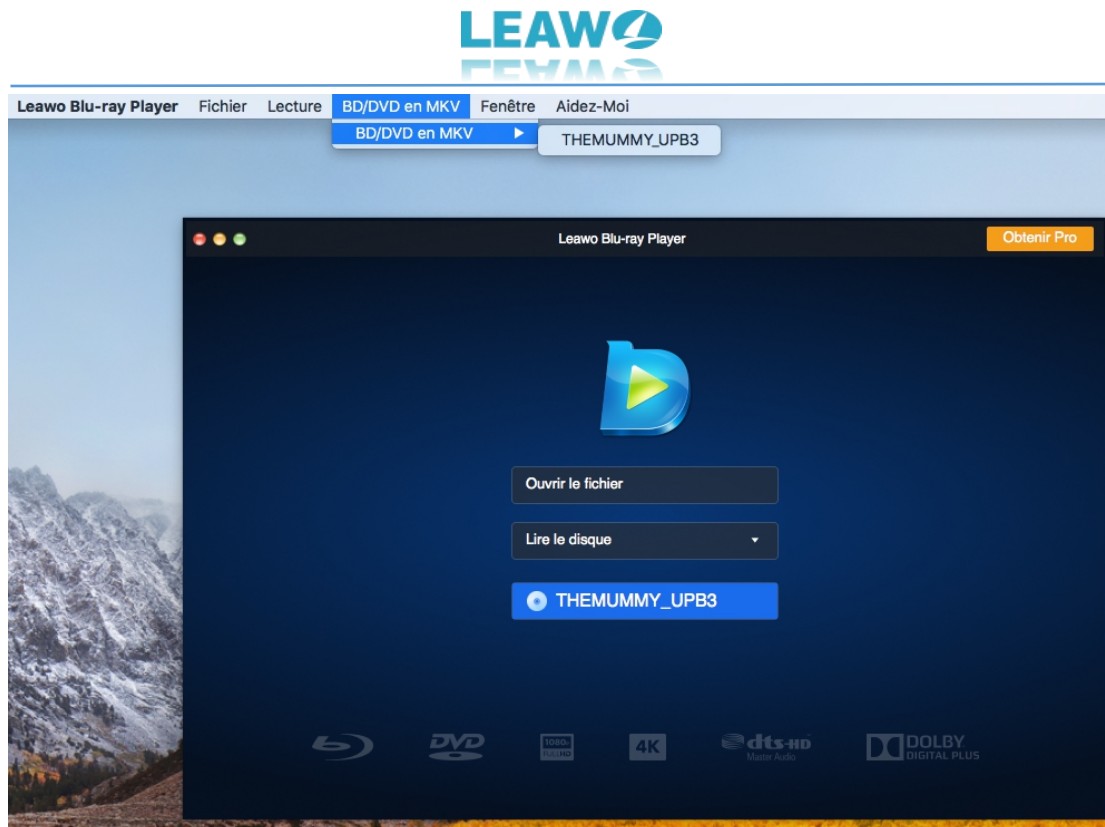 LEAWO
Leawo Blu-ray Player Fichier Lecture BD/DVD en MKV Fenêtre Aidez-Moi
BD/DVD en MKV
THEMUMMY_UPB3
Leawo Blu-ray Player
Obtenir Pro
Ouvrir le fichier
Lire le disque
THEMUMMY_UPB3
DVD 1080p 4K dts-HD DOLBY
FULL HD Master Audio DIGITAL PLUS